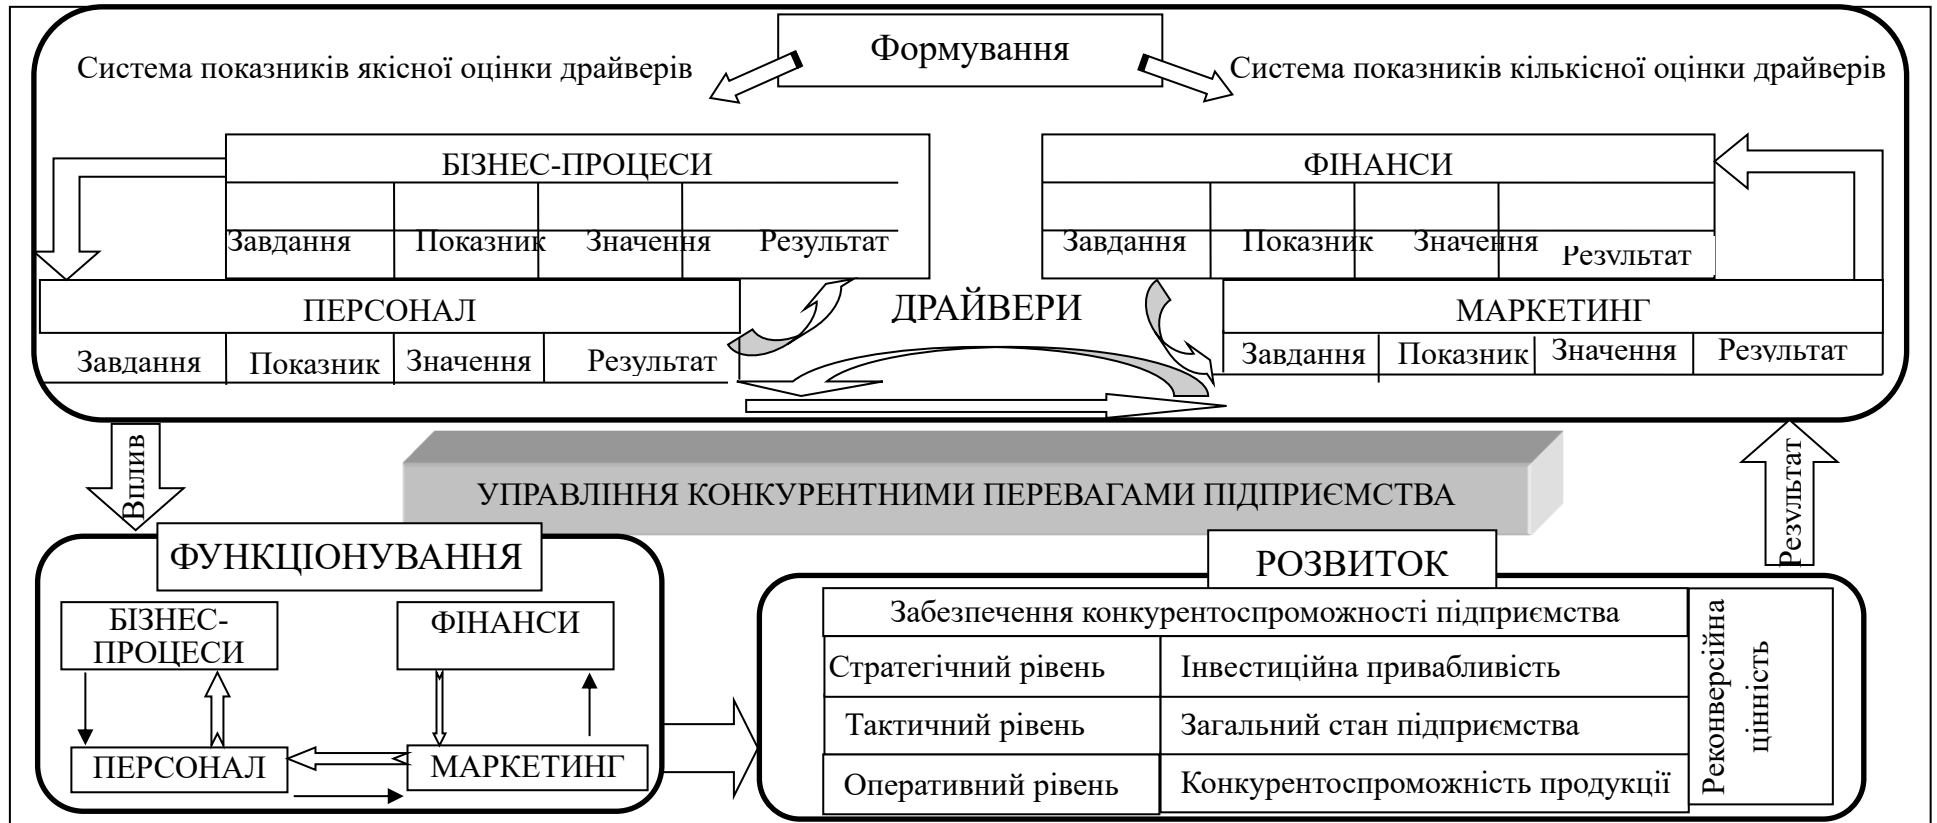 Формування
Система показників якісної оцінки драйверів
Система показників кількісної оцінки драйверів
БІЗНЕС-ПРОЦЕСИ
Завдання Показник Значення Результат
ФІНАНСИ
Завдання Показник Значення Результат
ПЕРСОНАЛ
Завдання Показник Значення Результат
ДРАЙВЕРИ
МАРКЕТИНГ
Завдання Показник Значення Результат
Вплив
УПРАВЛІННЯ КОНКУРЕНТНИМИ ПЕРЕВАГАМИ ПІДПРИЄМСТВА
Результат
ФУНКЦІОНУВАННЯ
БІЗНЕС-
ПРОЦЕСИ
ФІНАНСИ
ПЕРСОНАЛ
МАРКЕТИНГ
РОЗВИТОК
Забезпечення конкурентоспроможності підприємства
Стратегічний рівень Інвестиційна привабливість
Тактичний рівень Загальний стан підприємства
Оперативний рівень Конкурентоспроможність продукції
Реконверсійна
цінність